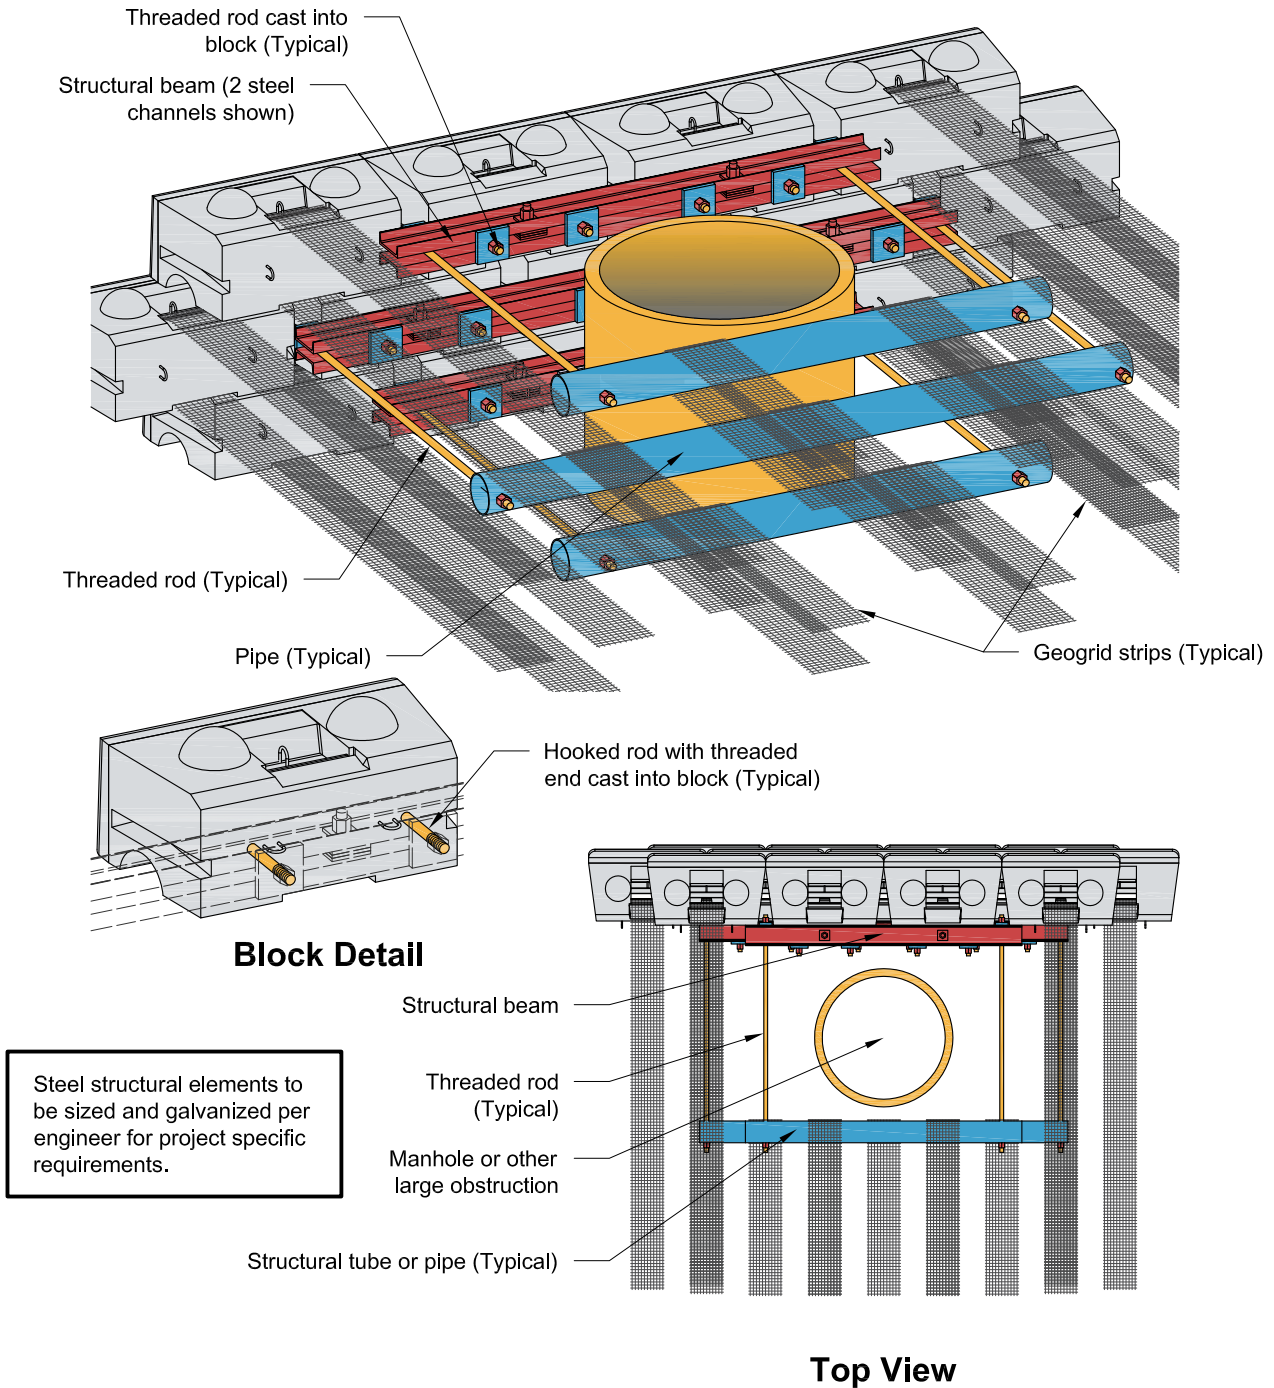 Threaded rod cast into
block (Typical)
Structural beam (2 steel
channels shown)
Threaded rod (Typical)
Pipe (Typical)
Geogrid strips (Typical)
Hooked rod with threaded
end cast into block (Typical)
Block Detail
Structural beam
Threaded rod
(Typical)
Steel structural elements to
be sized and galvanized per
engineer for project specific
requirements.
Manhole or other
large obstruction
Structural tube or pipe (Typical)
Top View